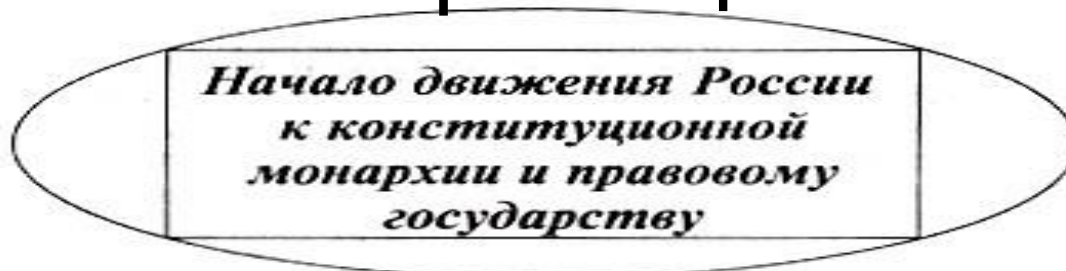 Начало движения России
к конституционной
монархии и правовому
государству